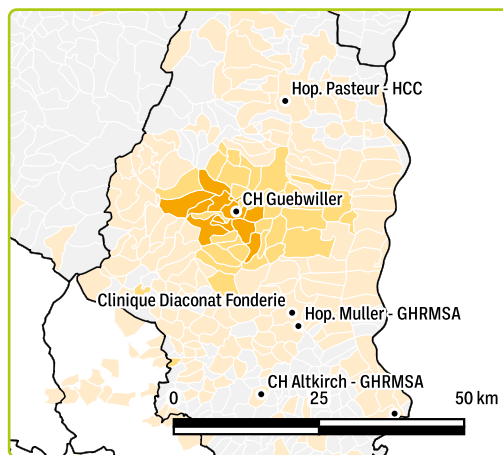 Hop. Pasteur - HCC
CH Guebwiller
Clinique Diaconat Fonderie
Hop. Muller - GHRMSA
CH Altkirch - GHRMSA
0 25 50 km